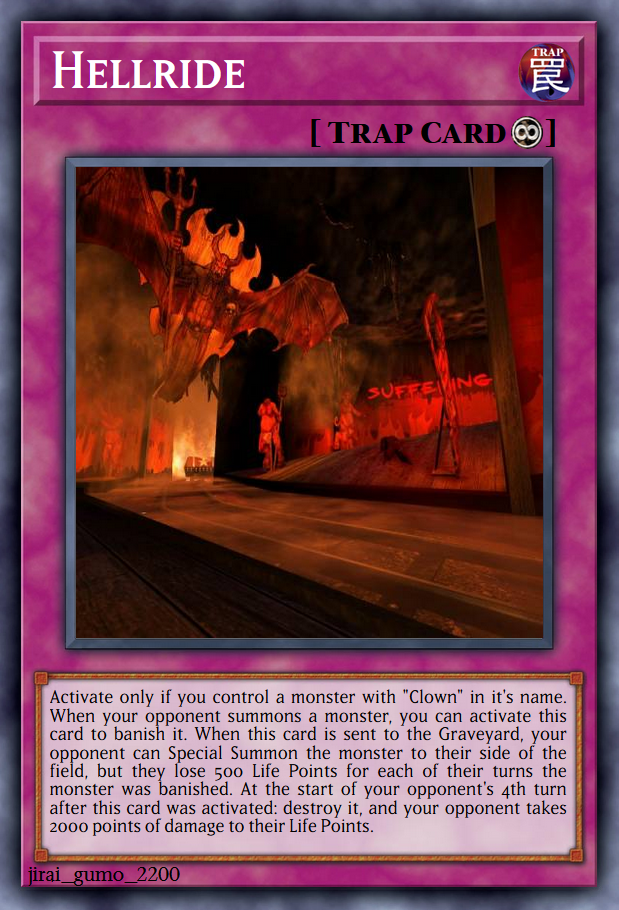 Hellride
TRAP
罠
[ Trap Card ]
SUFFERING
Activate only if you control a monster with "Clown" in it's name.
When your opponent summons a monster, you can activate this
card to banish it. When this card is sent to the Graveyard, your
opponent can Special Summon the monster to their side of the
field, but they lose 500 Life Points for each of their turns the
monster was banished. At the start of your opponent's 4th turn
after this card was activated: destroy it, and your opponent takes
2000 points of damage to their Life Points.
jirai_gumo_2200